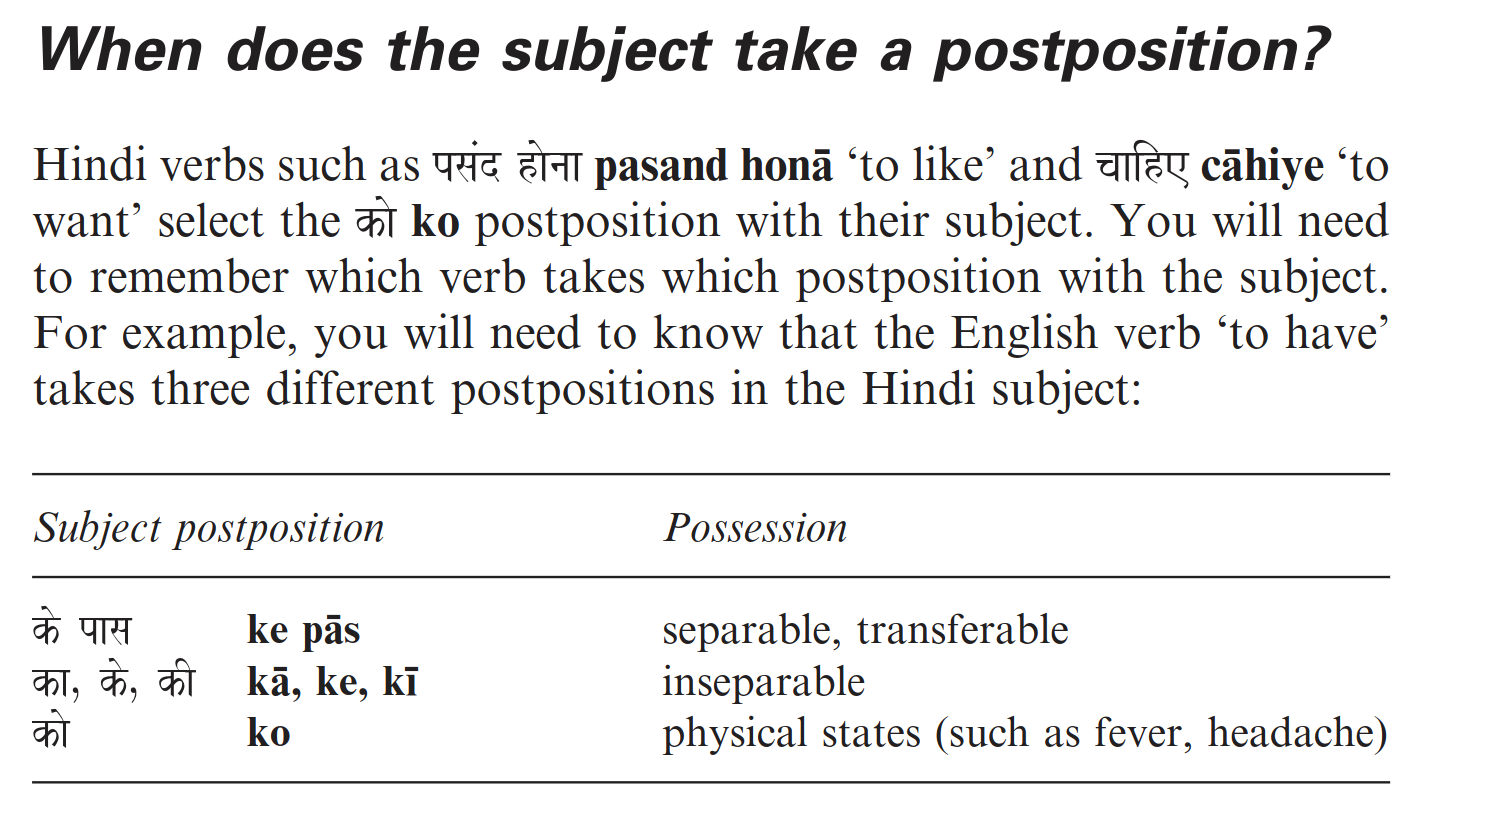 When does the subject take a postposition?
Hindi verbs such as पसंद होना pasand honā ‘to like’ and चाहिए cāhiye ‘to
want’ select the को ko postposition with their subject. You will need
to remember which verb takes which postposition with the subject.
For example, you will need to know that the English verb ‘to have’
takes three different postpositions in the Hindi subject:
Subject postposition Possession
के पास ke pās separable, transferable
का, के, की kā, ke, kī inseparable
को ko physical states (such as fever, headache)